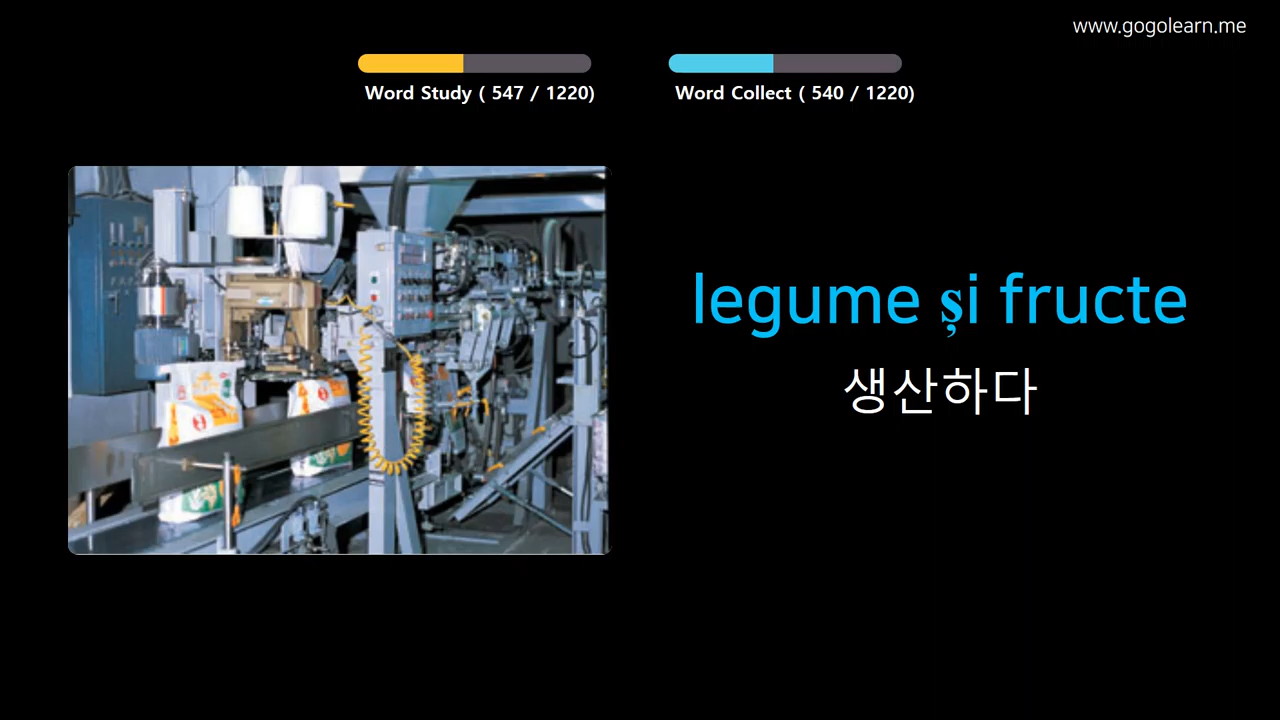 www.gogolearn.me
Word Study ( 547 / 1220)
Word Collect ( 540 / 1220)
legume și fructe
생산하다